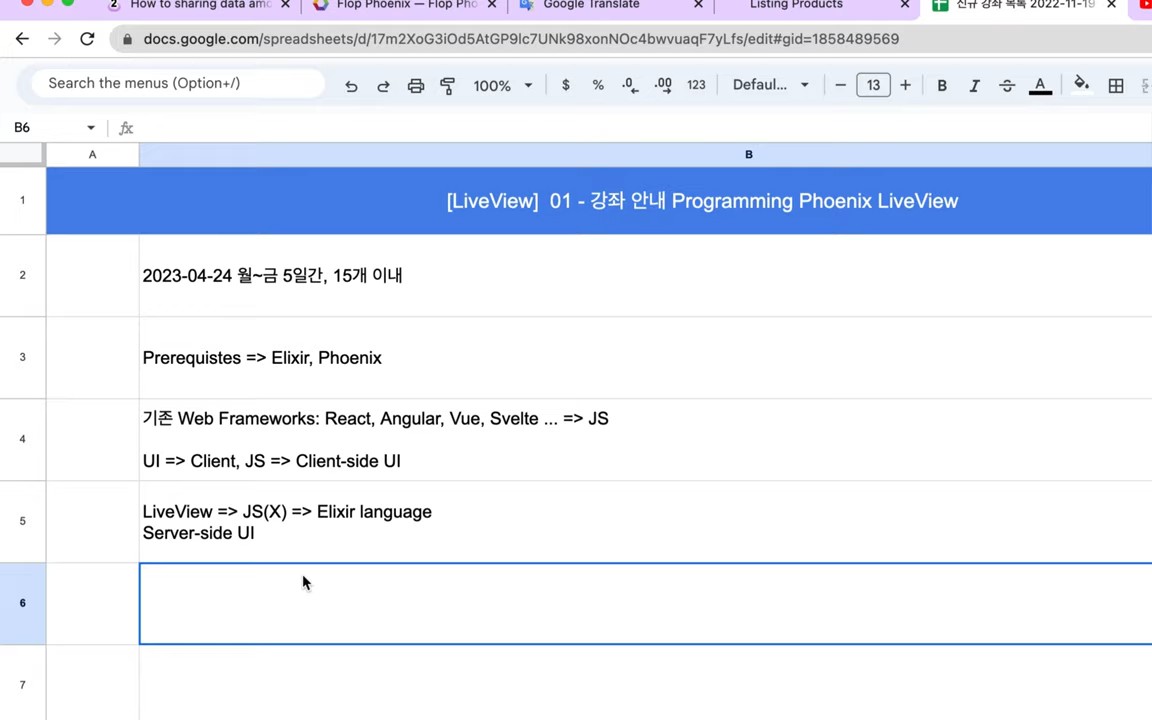 How to sharing data amo
Flop Phoenix — Flop Pho
Google Translate
Listing Products
신규 강좌 목록 2022-11-19
docs.google.com/spreadsheets/d/17m2XoG3iOd5AtGP9lc7UNk98xonNOc4bwvuaqF7yLfs/edit#gid=1858489569
Search the menus (Option+/)
100%
$
%
.0
.00
123
Defaul...
13
B
I
A
B6
fx
A
B
1
[LiveView] 01 - 강좌 안내 Programming Phoenix LiveView
2
2023-04-24 월~금 5일간, 15개 이내
3
Prerequistes => Elixir, Phoenix
4
기존 Web Frameworks: React, Angular, Vue, Svelte ... => JS
UI => Client, JS => Client-side UI
5
LiveView => JS(X) => Elixir language
Server-side UI
6
7